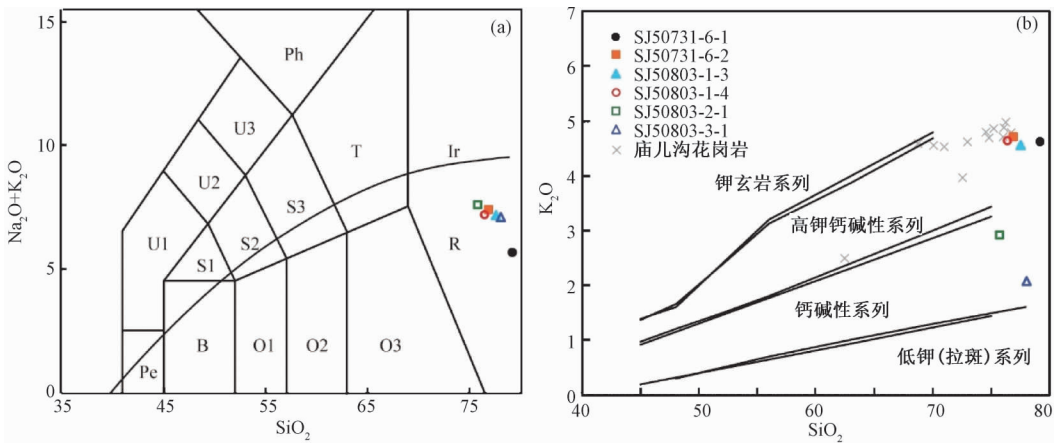 (a)
Na₂O+K₂O
15
10
5
0
Ph
U3
T
Ir
U2
S3
U1
S2
R
S1
B
O1
O2
O3
Pe
35
45
55
65
75
SiO₂
(b)
K₂O
7
6
5
4
3
2
1
0
SJ50731-6-1
SJ50731-6-2
SJ50803-1-3
SJ50803-1-4
SJ50803-2-1
SJ50803-3-1
庙儿沟花岗岩
钾玄岩系列
高钾钙碱性系列
钙碱性系列
低钾(拉斑)系列
40
50
60
70
80
SiO₂